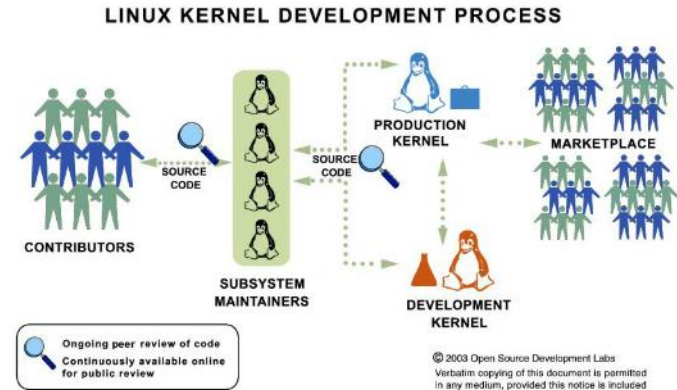 LINUX KERNEL DEVELOPMENT PROCESS
SOURCE
CODE
CONTRIBUTORS
SUBSYSTEM
MAINTAINERS
SOURCE
CODE
PRODUCTION
KERNEL
MARKETPLACE
DEVELOPMENT
KERNEL
Ongoing peer review of code
Continuously available online
for public review
© 2003 Open Source Development Labs
Verbatim copying of this document is permitted
in any medium, provided this notice is included